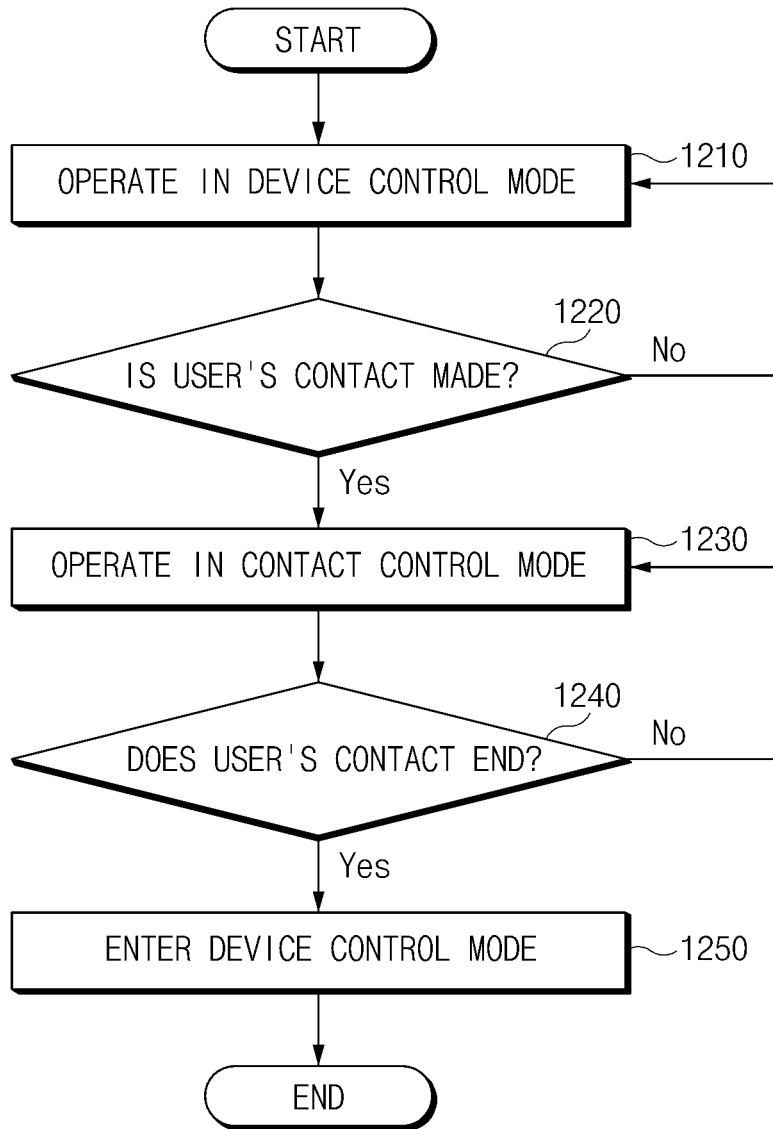 START
OPERATE IN DEVICE CONTROL MODE
1210
IS USER'S CONTACT MADE?
1220
No
Yes
OPERATE IN CONTACT CONTROL MODE
1230
DOES USER'S CONTACT END?
1240
No
Yes
ENTER DEVICE CONTROL MODE
1250
END